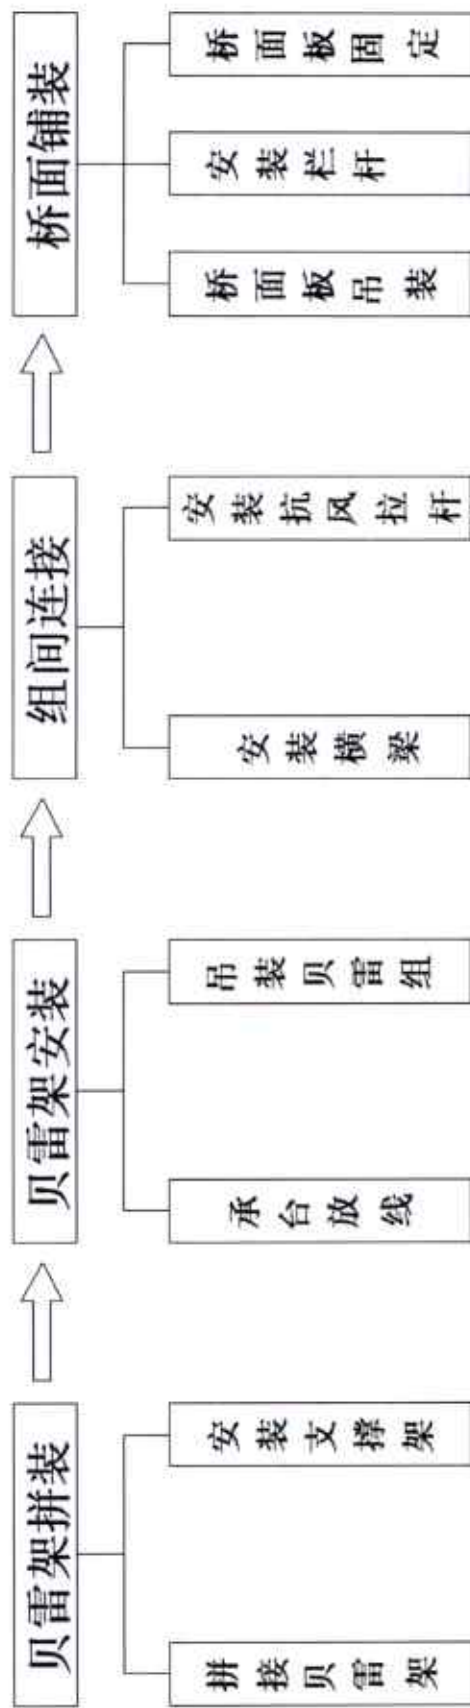 贝雷架拼装
贝雷架安装
组间连接
桥面铺装
拼接贝雷架
安装支撑架
承台放线
吊装贝雷组
安装横梁
安装抗风拉杆
桥面板吊装
安装栏杆
桥面板固定